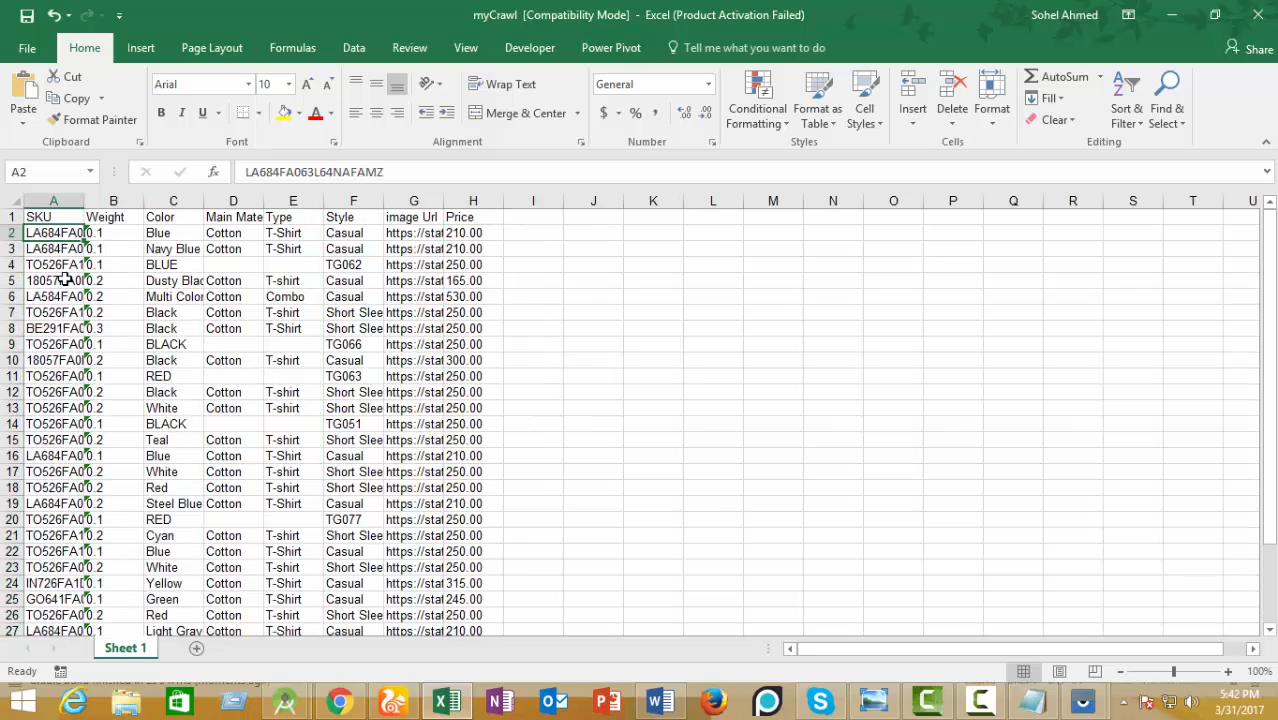 myCrawl [Compatibility Mode] - Excel (Product Activation Failed)
Sohel Ahmed
File Home Insert Page Layout Formulas Data Review View Developer Power Pivot Tell me what you want to do Share
Paste Cut Copy Format Painter Clipboard
Arial 10 B I U Font
Wrap Text Merge & Center Alignment
General $ % , Number
Conditional Formatting Format as Table Cell Styles Styles
Insert Delete Format Cells
AutoSum Fill Clear Sort & Filter Find & Select Editing
A2 fx LA684FA063L64NAFAMZ
A B C D E F G H I J K L M N O P Q R S T U
1 SKU Weight Color Main Mate Type Style image Url Price
2 LA684FA0 0.1 Blue Cotton T-Shirt Casual https://stat 210.00
3 LA684FA0 0.1 Navy Blue Cotton T-Shirt Casual https://stat 210.00
4 TO526FA1 0.1 BLUE TG062 https://stat 250.00
5 18057 0.2 Dusty Blac Cotton T-shirt Casual https://stat 165.00
6 LA584FA0 0.2 Multi Color Cotton Combo Casual https://stat 530.00
7 TO526FA1 0.2 Black Cotton T-shirt Short Slee https://stat 250.00
8 BE291FA0 0.3 Black Cotton T-Shirt Short Slee https://stat 250.00
9 TO526FA0 0.1 BLACK TG066 https://stat 250.00
10 18057FA0 0.2 Black Cotton T-shirt Casual https://stat 300.00
11 TO526FA0 0.1 RED TG063 https://stat 250.00
12 TO526FA0 0.2 Black Cotton T-shirt Short Slee https://stat 250.00
13 TO526FA0 0.2 White Cotton T-shirt Short Slee https://stat 250.00
14 TO526FA0 0.1 BLACK TG051 https://stat 250.00
15 TO526FA0 0.2 Teal Cotton T-shirt Short Slee https://stat 250.00
16 LA684FA0 0.1 Blue Cotton T-Shirt Casual https://stat 210.00
17 TO526FA0 0.2 White Cotton T-shirt Short Slee https://stat 250.00
18 TO526FA0 0.2 Red Cotton T-shirt Short Slee https://stat 250.00
19 LA684FA0 0.2 Steel Blue Cotton T-Shirt Casual https://stat 210.00
20 TO526FA0 0.1 RED TG077 https://stat 250.00
21 TO526FA1 0.2 Cyan Cotton T-shirt Short Slee https://stat 250.00
22 TO526FA1 0.1 Blue Cotton T-Shirt Casual https://stat 250.00
23 TO526FA0 0.2 White Cotton T-shirt Short Slee https://stat 250.00
24 IN726FA1 0.1 Yellow Cotton T-Shirt Casual https://stat 315.00
25 GO641FA0 0.1 Green Cotton T-Shirt Casual https://stat 245.00
26 TO526FA0 0.2 Red Cotton T-shirt Short Slee https://stat 250.00
27 LA684FA0 0.1 Light Gray Cotton T-Shirt Casual https://stat 210.00
Sheet 1
Ready 100%
5:42 PM
3/31/2017